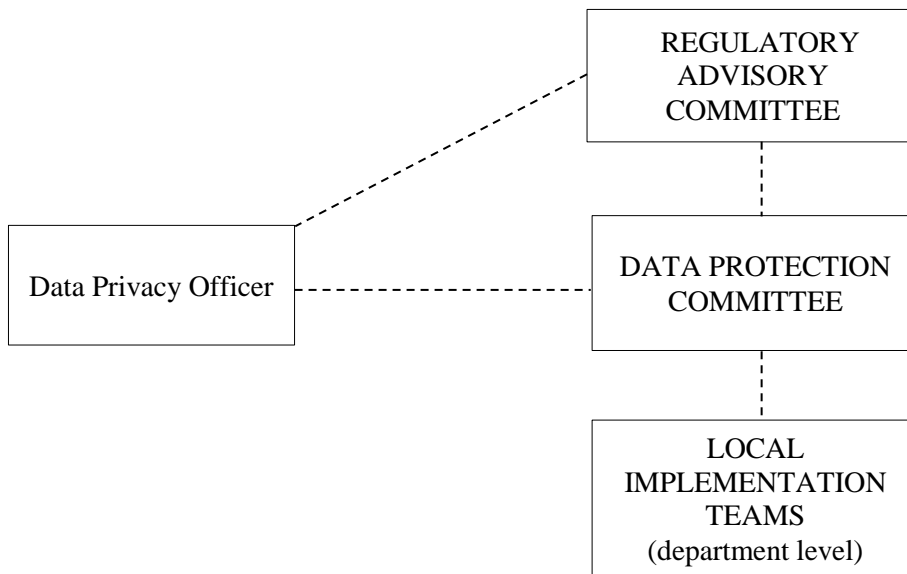 REGULATORY
ADVISORY
COMMITTEE
Data Privacy Officer
DATA PROTECTION
COMMITTEE
LOCAL
IMPLEMENTATION
TEAMS
(department level)